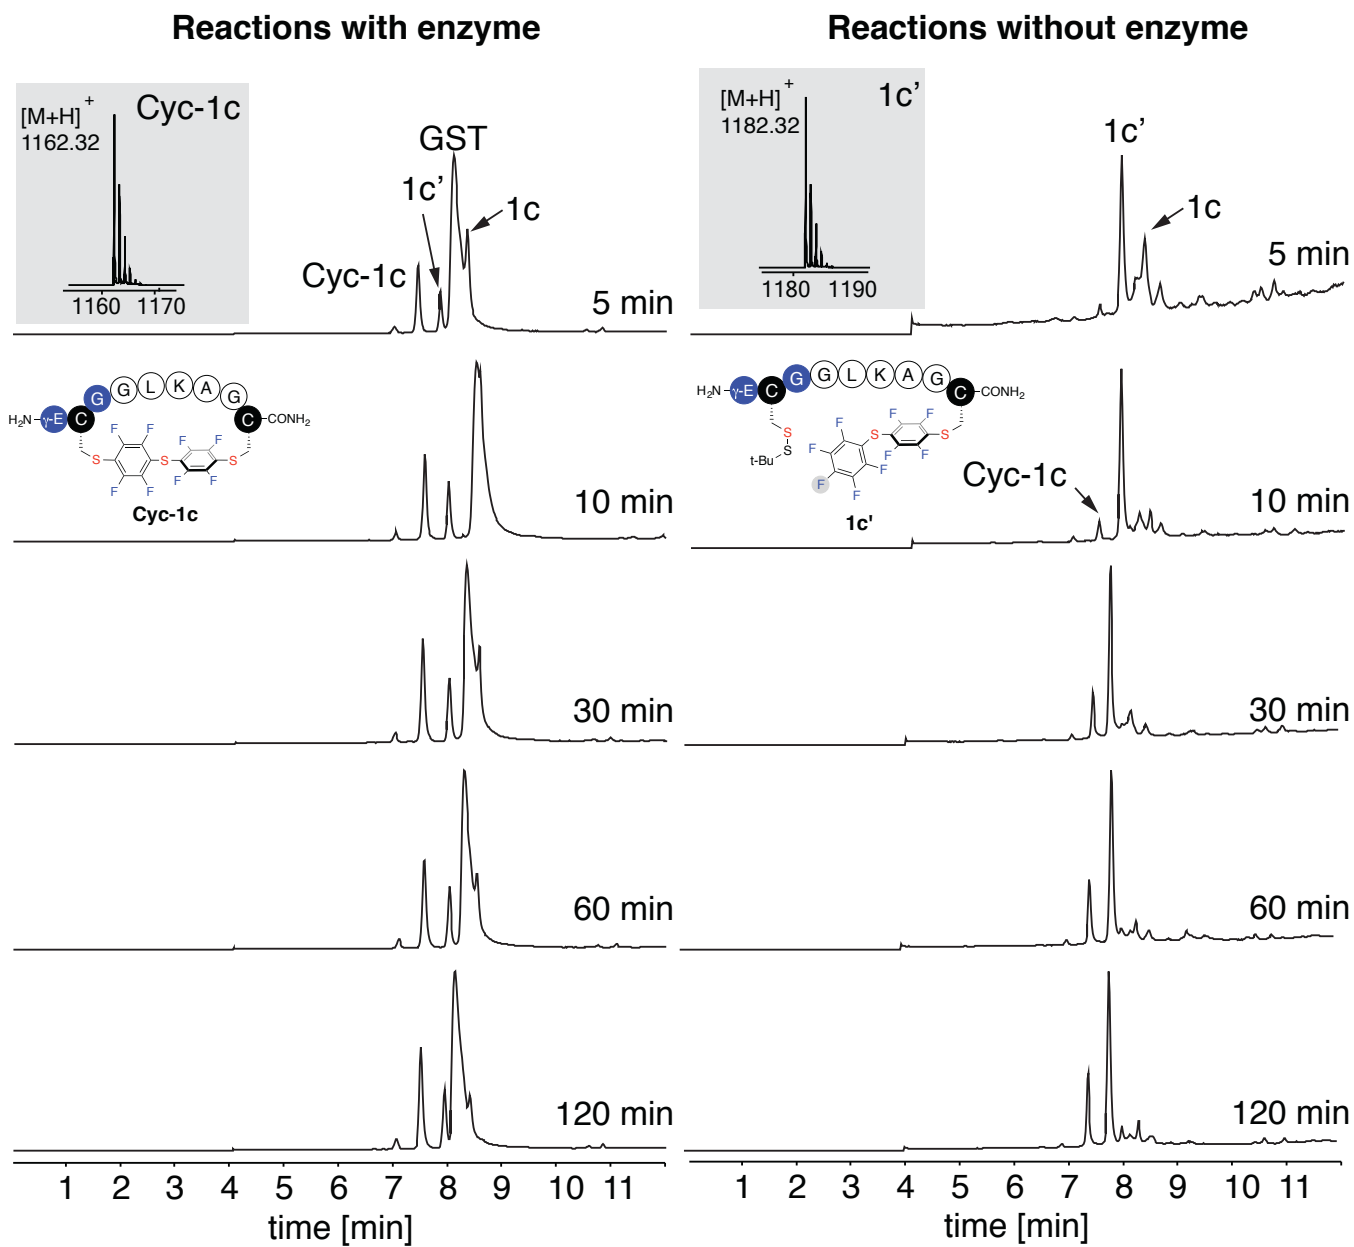 Reactions with enzyme
Reactions without enzyme
[M+H]+
1162.32
Cyc-1c
1160 1170
GST
1c’
1c
Cyc-1c
5 min
[M+H]+
1182.32
1c’
1180 1190
1c’
1c
5 min
H₂N γ-E C G G L K A G C CONH₂
F F F F
S S S
F F F F
Cyc-1c
10 min
H₂N γ-E C G G L K A G C CONH₂
S
S
t-Bu
F F F
F S S
F F F
F F
1c'
Cyc-1c
10 min
30 min
30 min
60 min
60 min
120 min
120 min
1 2 3 4 5 6 7 8 9 10 11
time [min]
1 2 3 4 5 6 7 8 9 10 11
time [min]